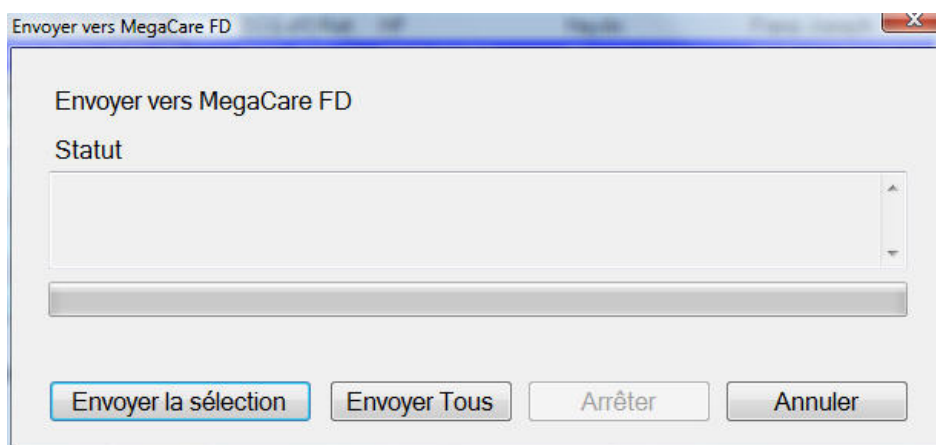 Envoyer vers MegaCare FD
Envoyer vers MegaCare FD
Statut
Envoyer la sélection Envoyer Tous Arrêter Annuler